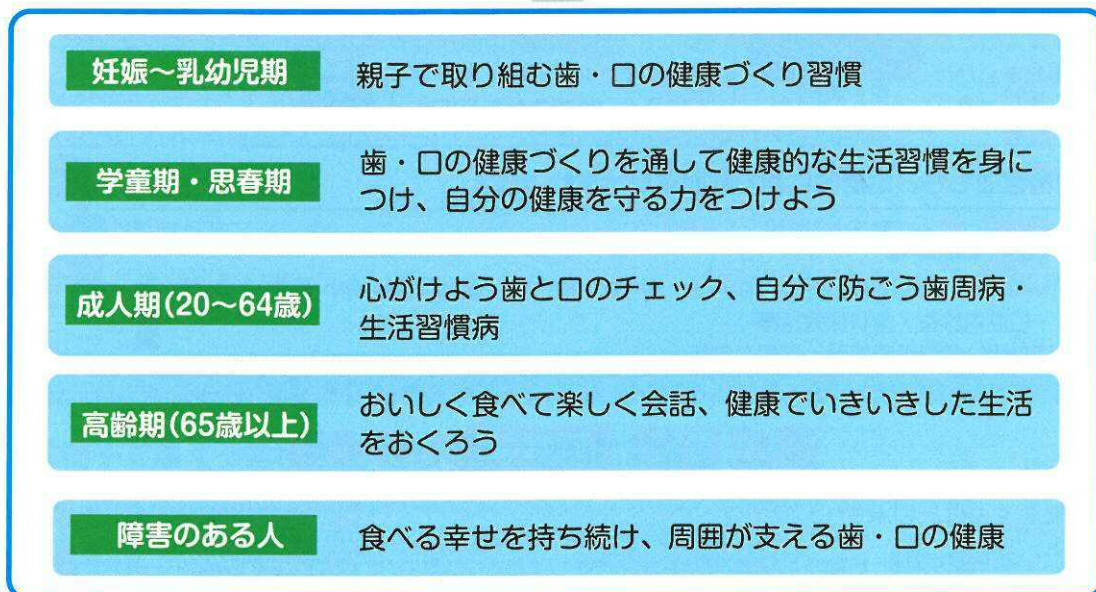 妊娠～乳幼児期
親子で取り組む歯・口の健康づくり習慣
学童期・思春期
歯・口の健康づくりを通して健康的な生活習慣を身に
つけ、自分の健康を守る力をつけよう
成人期(20～64歳)
心がけよう歯と口のチェック、自分で防ごう歯周病・
生活習慣病
高齢期(65歳以上)
おいしく食べて楽しく会話、健康でいきいきした生活
をおくろう
障害のある人
食べる幸せを持ち続け、周囲が支える歯・口の健康